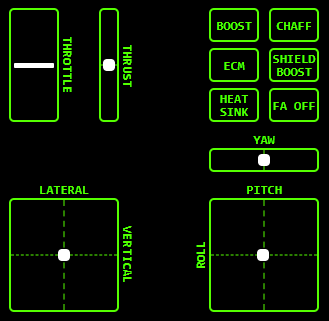 THROTTLE
THRUST
BOOST
CHAFF
ECM
SHIELD
BOOST
HEAT
SINK
FA OFF
YAW
LATERAL
VERTICAL
PITCH
ROLL